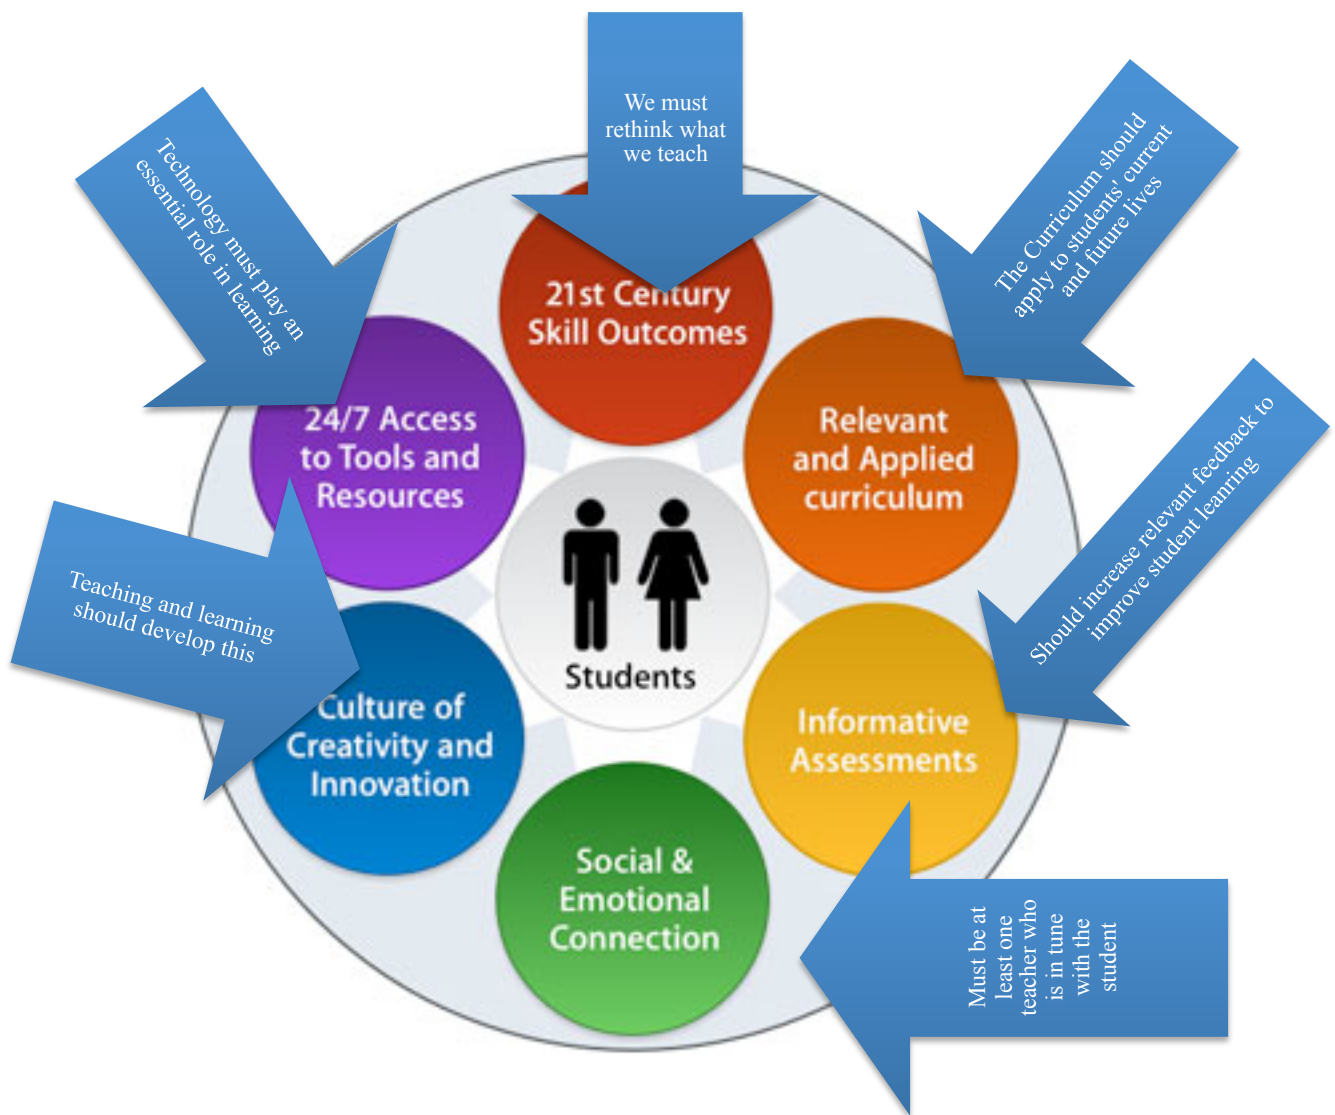 We must
rethink what
we teach
Technology must play an
essential role in learning
The Curriculum should
apply to students' current
and future lives
21st Century
Skill Outcomes
24/7 Access
to Tools and
Resources
Relevant
and Applied
curriculum
Should increase relevant feedback to
improve student leanring
Teaching and learning
should develop this
Students
Culture of
Creativity and
Innovation
Informative
Assessments
Social &
Emotional
Connection
Must be at
least one
teacher who
is in tune
with the
student